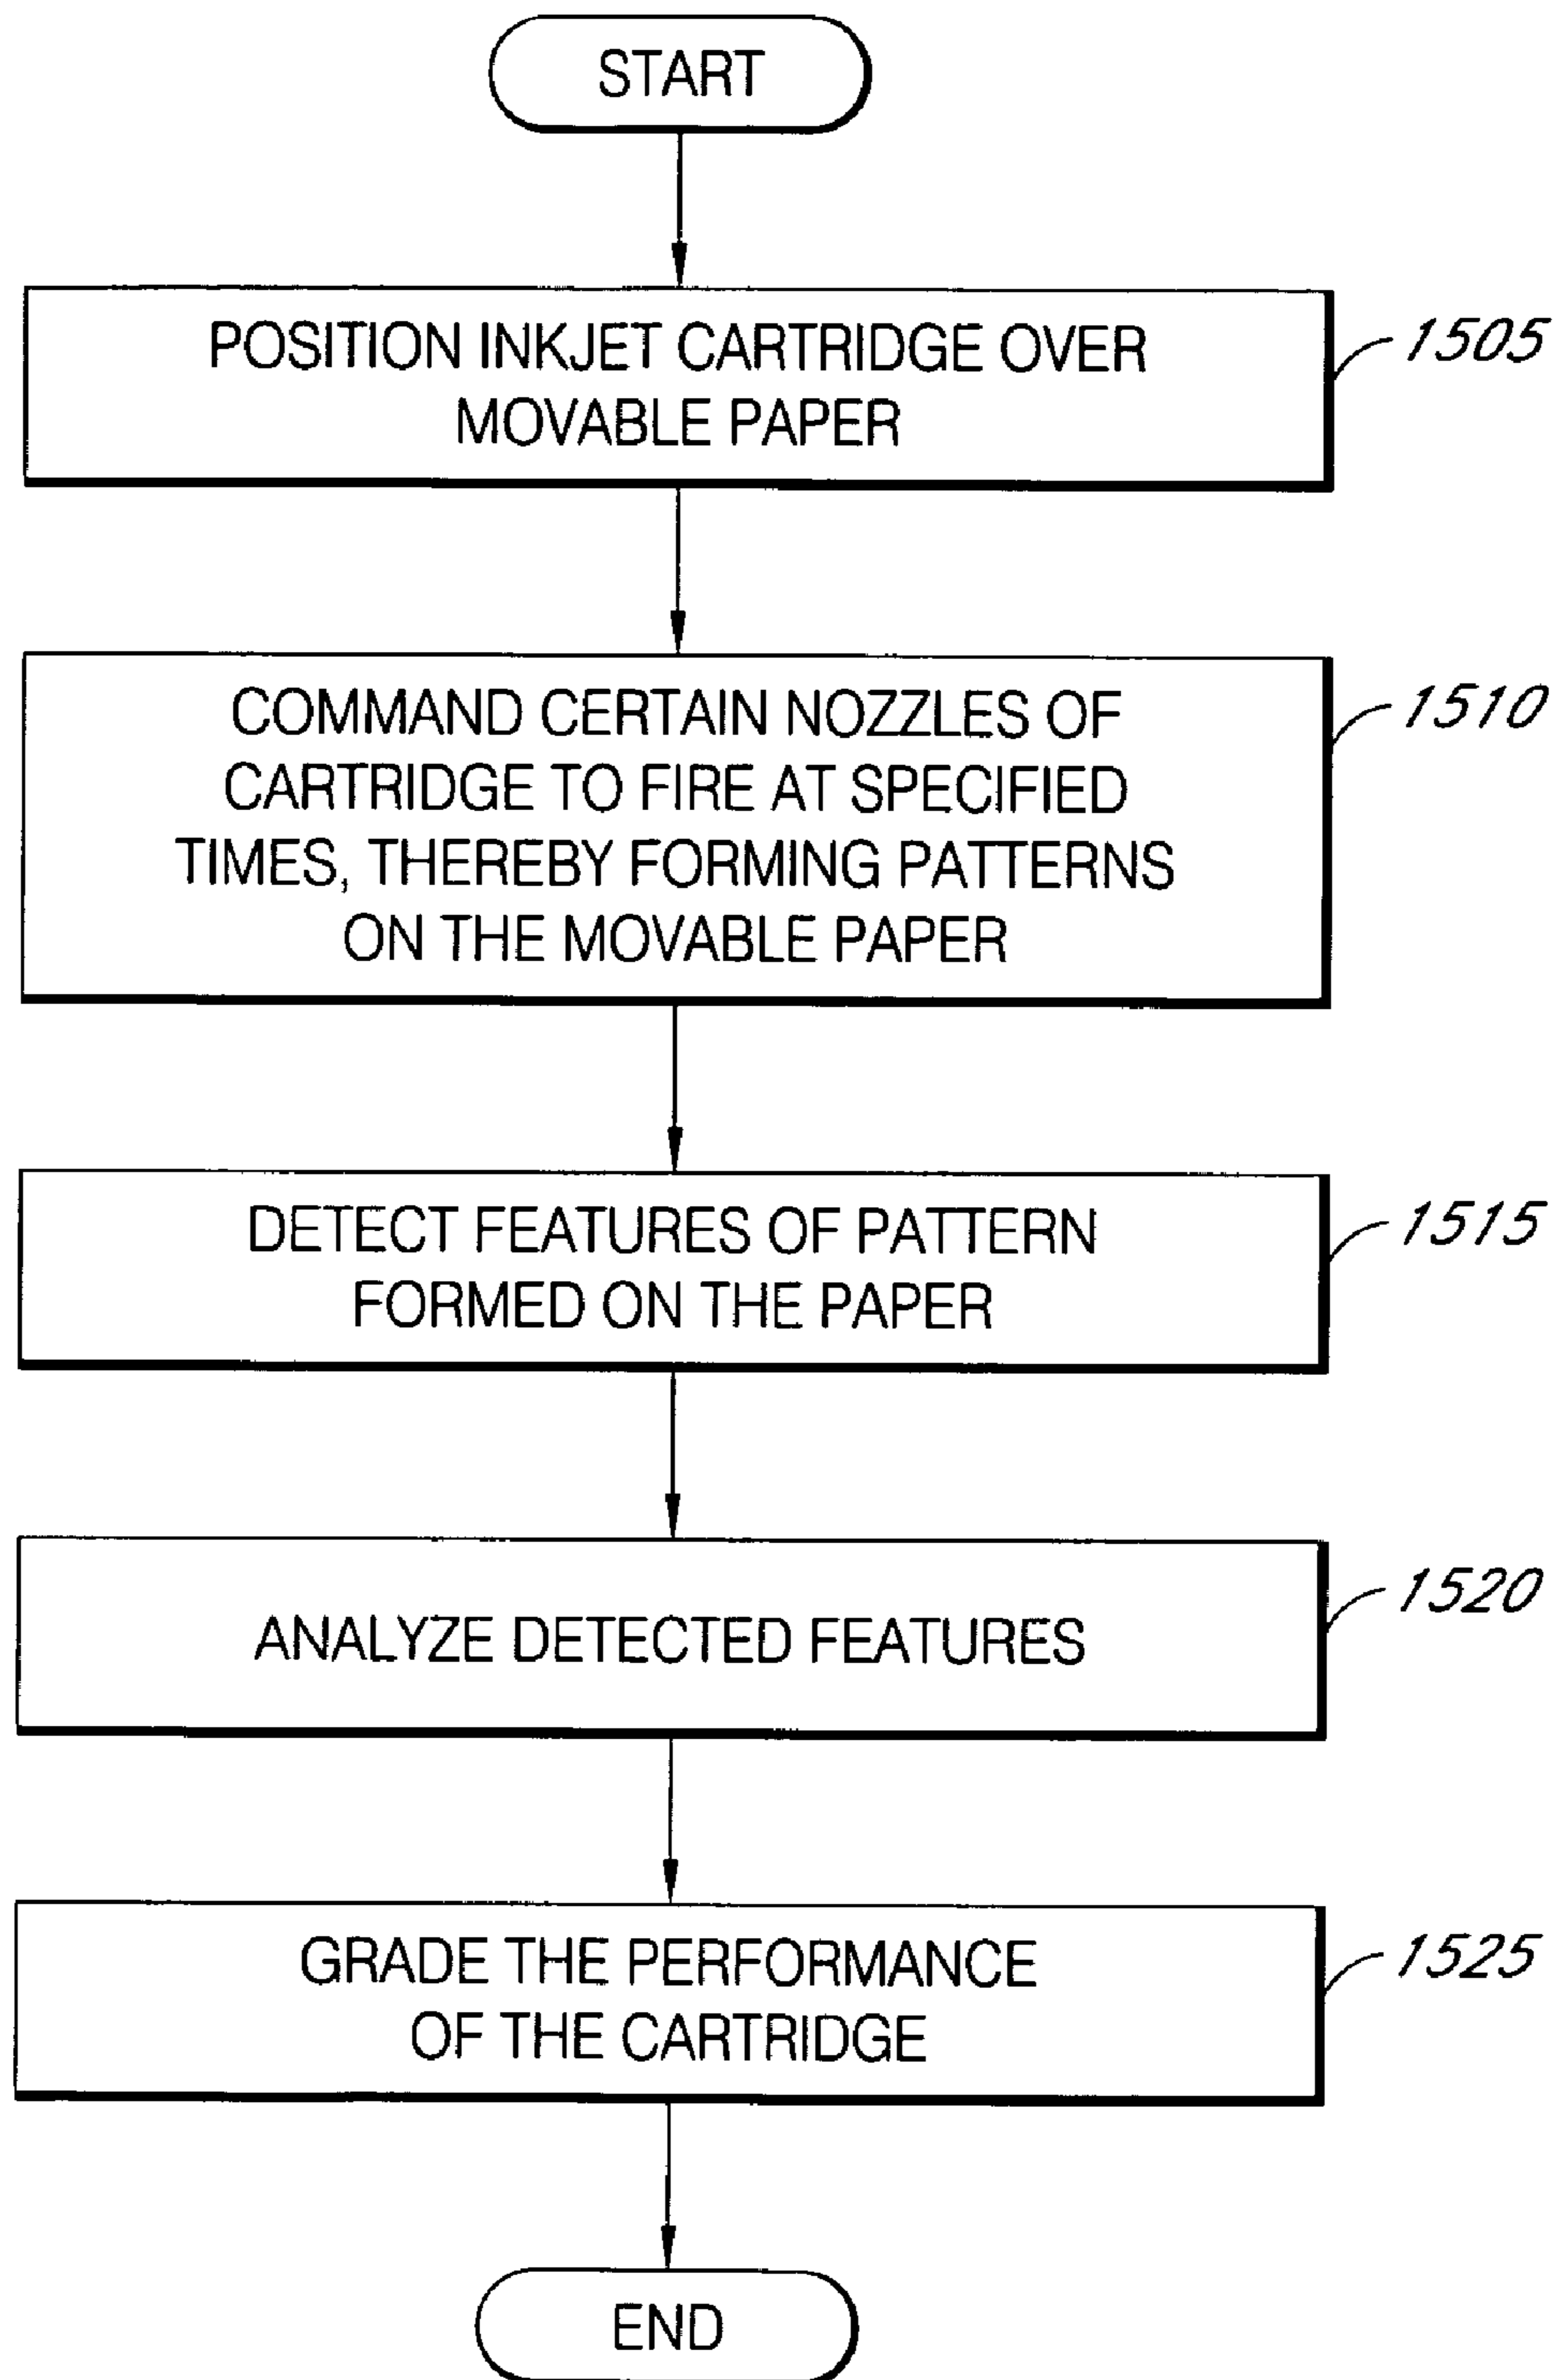 START
POSITION INKJET CARTRIDGE OVER
MOVABLE PAPER
1505
COMMAND CERTAIN NOZZLES OF
CARTRIDGE TO FIRE AT SPECIFIED
TIMES, THEREBY FORMING PATTERNS
ON THE MOVABLE PAPER
1510
DETECT FEATURES OF PATTERN
FORMED ON THE PAPER
1515
ANALYZE DETECTED FEATURES
1520
GRADE THE PERFORMANCE
OF THE CARTRIDGE
1525
END